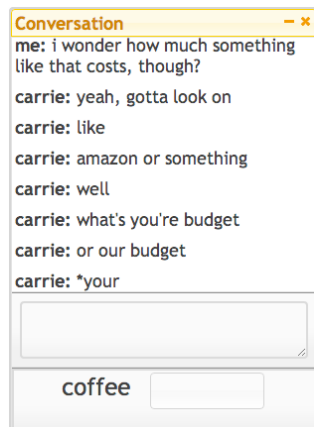 Conversation
me: i wonder how much something
like that costs, though?
carrie: yeah, gotta look on
carrie: like
carrie: amazon or something
carrie: well
carrie: what's you're budget
carrie: or our budget
carrie: *your
coffee